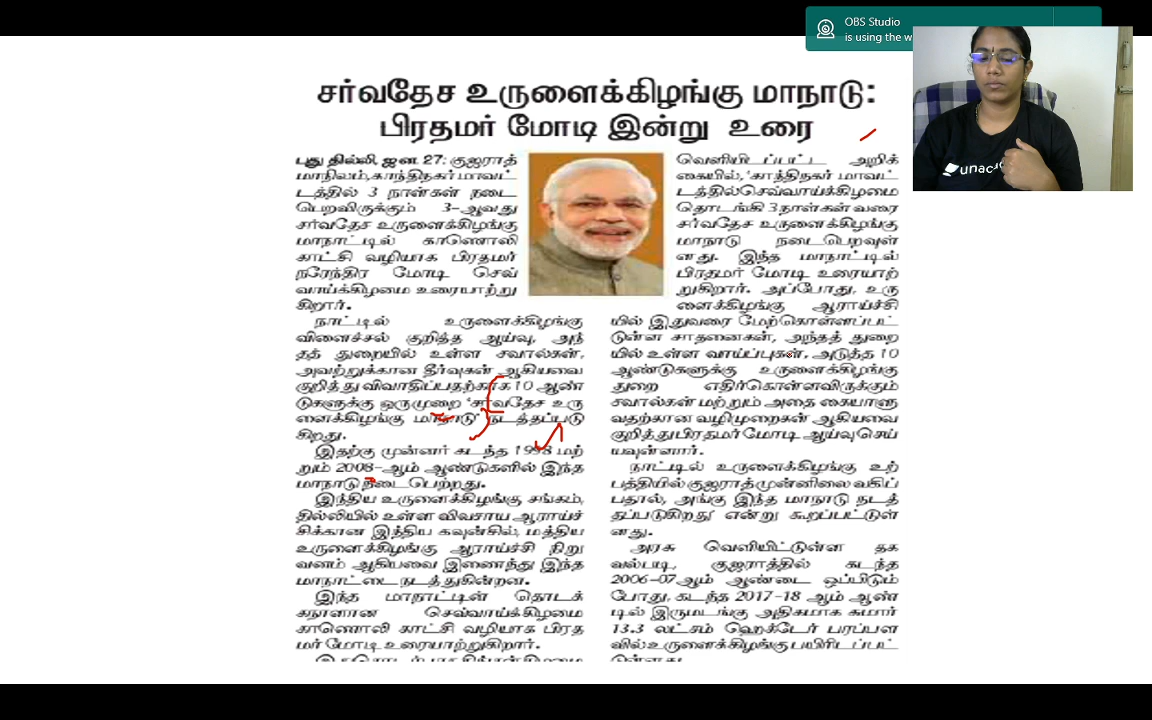 OBS Studio
is using the w
unac
சர்வதேச உருளைக்கிழங்கு மாநாடு:
பிரதமர் மோடி இன்று உரை
புது தில்லி, ஜன. 27: குஜராத்
மாநிலம், காந்திநகர் மாவட்
டத்தில் 3 நாள்கள் நடை
பெறவிருக்கும் 3-ஆவது
சர்வதேச உருளைக்கிழங்கு
மாநாட்டில் காணொலி
காட்சி வழியாக பிரதமர்
நரேந்திர மோடி செவ்
வாய்க்கிழமை உரையாற்று
கிறார்.
நாட்டில் உருளைக்கிழங்கு
விளைச்சல் குறித்த ஆய்வு, அந்
தத் துறையில் உள்ள சவால்கள்,
அவற்றுக்கான தீர்வுகள் ஆகியவை
குறித்து விவாதிப்பதற்காக 10 ஆண்
டுகளுக்கு ஒருமுறை 'சர்வதேச உரு
ளைக்கிழங்கு மாநாடு' நடத்தப்படு
கிறது.
இதற்கு முன்னர் கடந்த 1998 மற்
றும் 2008-ஆம் ஆண்டுகளில் இந்த
மாநாடு நடைபெற்றது.
இந்திய உருளைக்கிழங்கு சங்கம்,
தில்லியில் உள்ள விவசாய ஆராய்ச்
சிக்கான இந்திய கவுன்சில், மத்திய
உருளைக்கிழங்கு ஆராய்ச்சி நிறு
வனம் ஆகியவை இணைந்து இந்த
மாநாட்டை நடத்துகின்றன.
இந்த மாநாட்டின் தொடக்
கநாளான செவ்வாய்க்கிழமை
காணொலி காட்சி வழியாக பிரத
மர் மோடி உரையாற்றுகிறார்.
வெளியிடப்பட்ட அறிக்
கையில், 'காந்திநகர் மாவட்
டத்தில் செவ்வாய்க்கிழமை
தொடங்கி 3 நாள்கள் வரை
சர்வதேச உருளைக்கிழங்கு
மாநாடு நடைபெறவுள்
ளது. இந்த மாநாட்டில்
பிரதமர் மோடி உரையாற்
றுகிறார். அப்போது, உரு
ளைக்கிழங்கு ஆராய்ச்சி
யில் இதுவரை மேற்கொள்ளப்பட்
டுள்ள சாதனைகள், அந்தத் துறை
யில் உள்ள வாய்ப்புகள், அடுத்த 10
ஆண்டுகளுக்கு உருளைக்கிழங்கு
துறை எதிர்கொள்ளவிருக்கும்
சவால்கள் மற்றும் அதை கையாளு
வதற்கான வழிமுறைகள் ஆகியவை
குறித்து பிரதமர் மோடி ஆய்வு செய்
யவுள்ளார்.
நாட்டில் உருளைக்கிழங்கு உற்
பத்தியில் குஜராத் முன்னிலை வகிப்
பதால், அங்கு இந்த மாநாடு நடத்
தப்படுகிறது' என்று கூறப்பட்டுள்
ளது.
அரசு வெளியிட்டுள்ள தக
வல்படி, குஜராத்தில் கடந்த
2006-07ஆம் ஆண்டை ஒப்பிடும்
போது, கடந்த 2017-18 ஆம் ஆண்
டில் இருமடங்கு அதிகமாக சுமார்
13.3 லட்சம் ஹெக்டேர் பரப்பள
வில் உருளைக்கிழங்கு பயிரிடப்பட்
டுள்ளது.